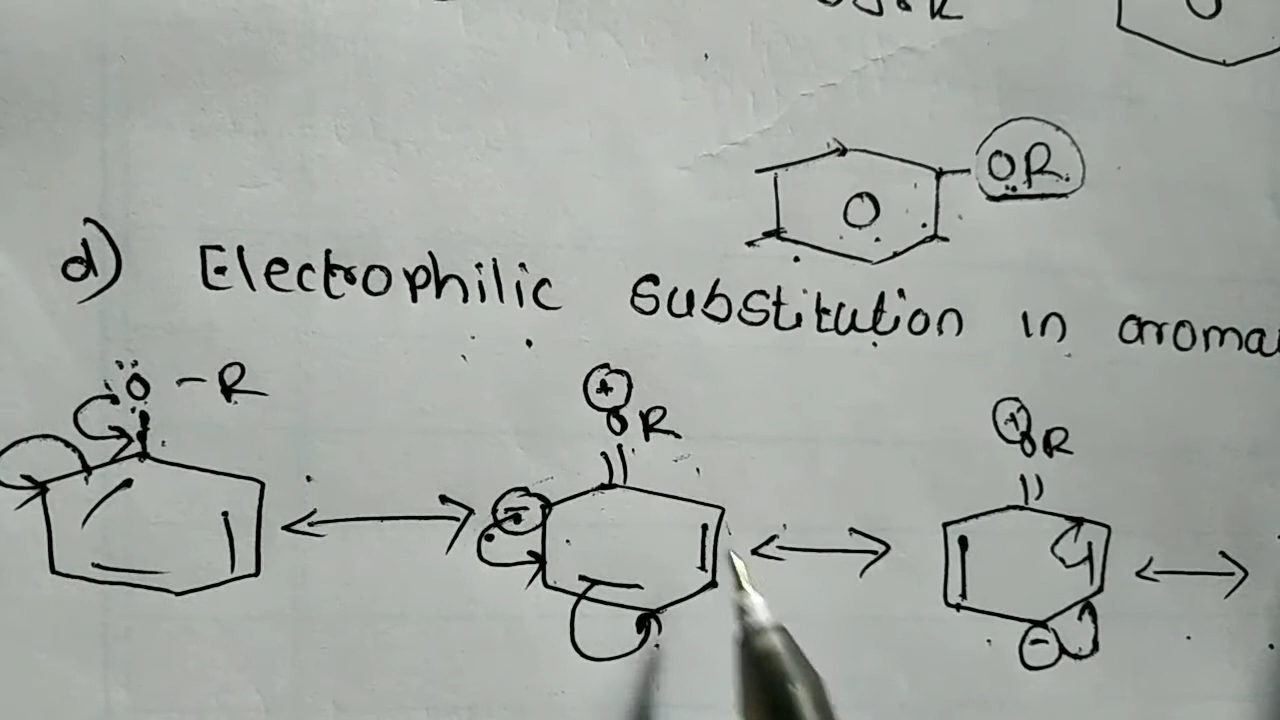 OR
d) Electrophilic substitution in aroma
O-R
+
OR
+
OR
-
-